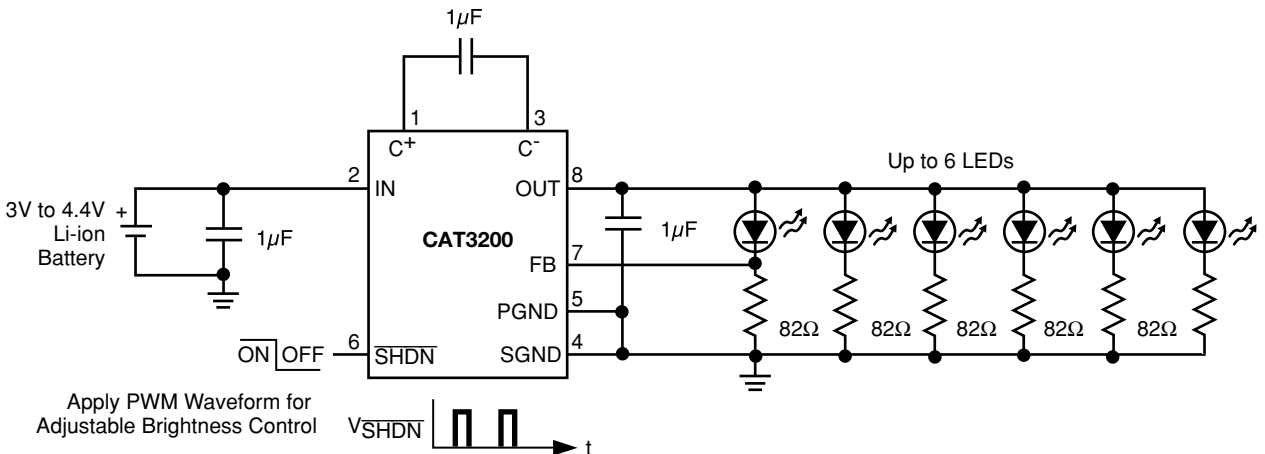 1µF
1
3
C+
C-
2
IN
OUT
8
Up to 6 LEDs
3V to 4.4V
Li-ion
Battery
+
1µF
CAT3200
1µF
FB
7
PGND
5
82Ω
82Ω
82Ω
82Ω
82Ω
ON OFF
6
SHDN
SGND
4
Apply PWM Waveform for
Adjustable Brightness Control
VSHDN
t